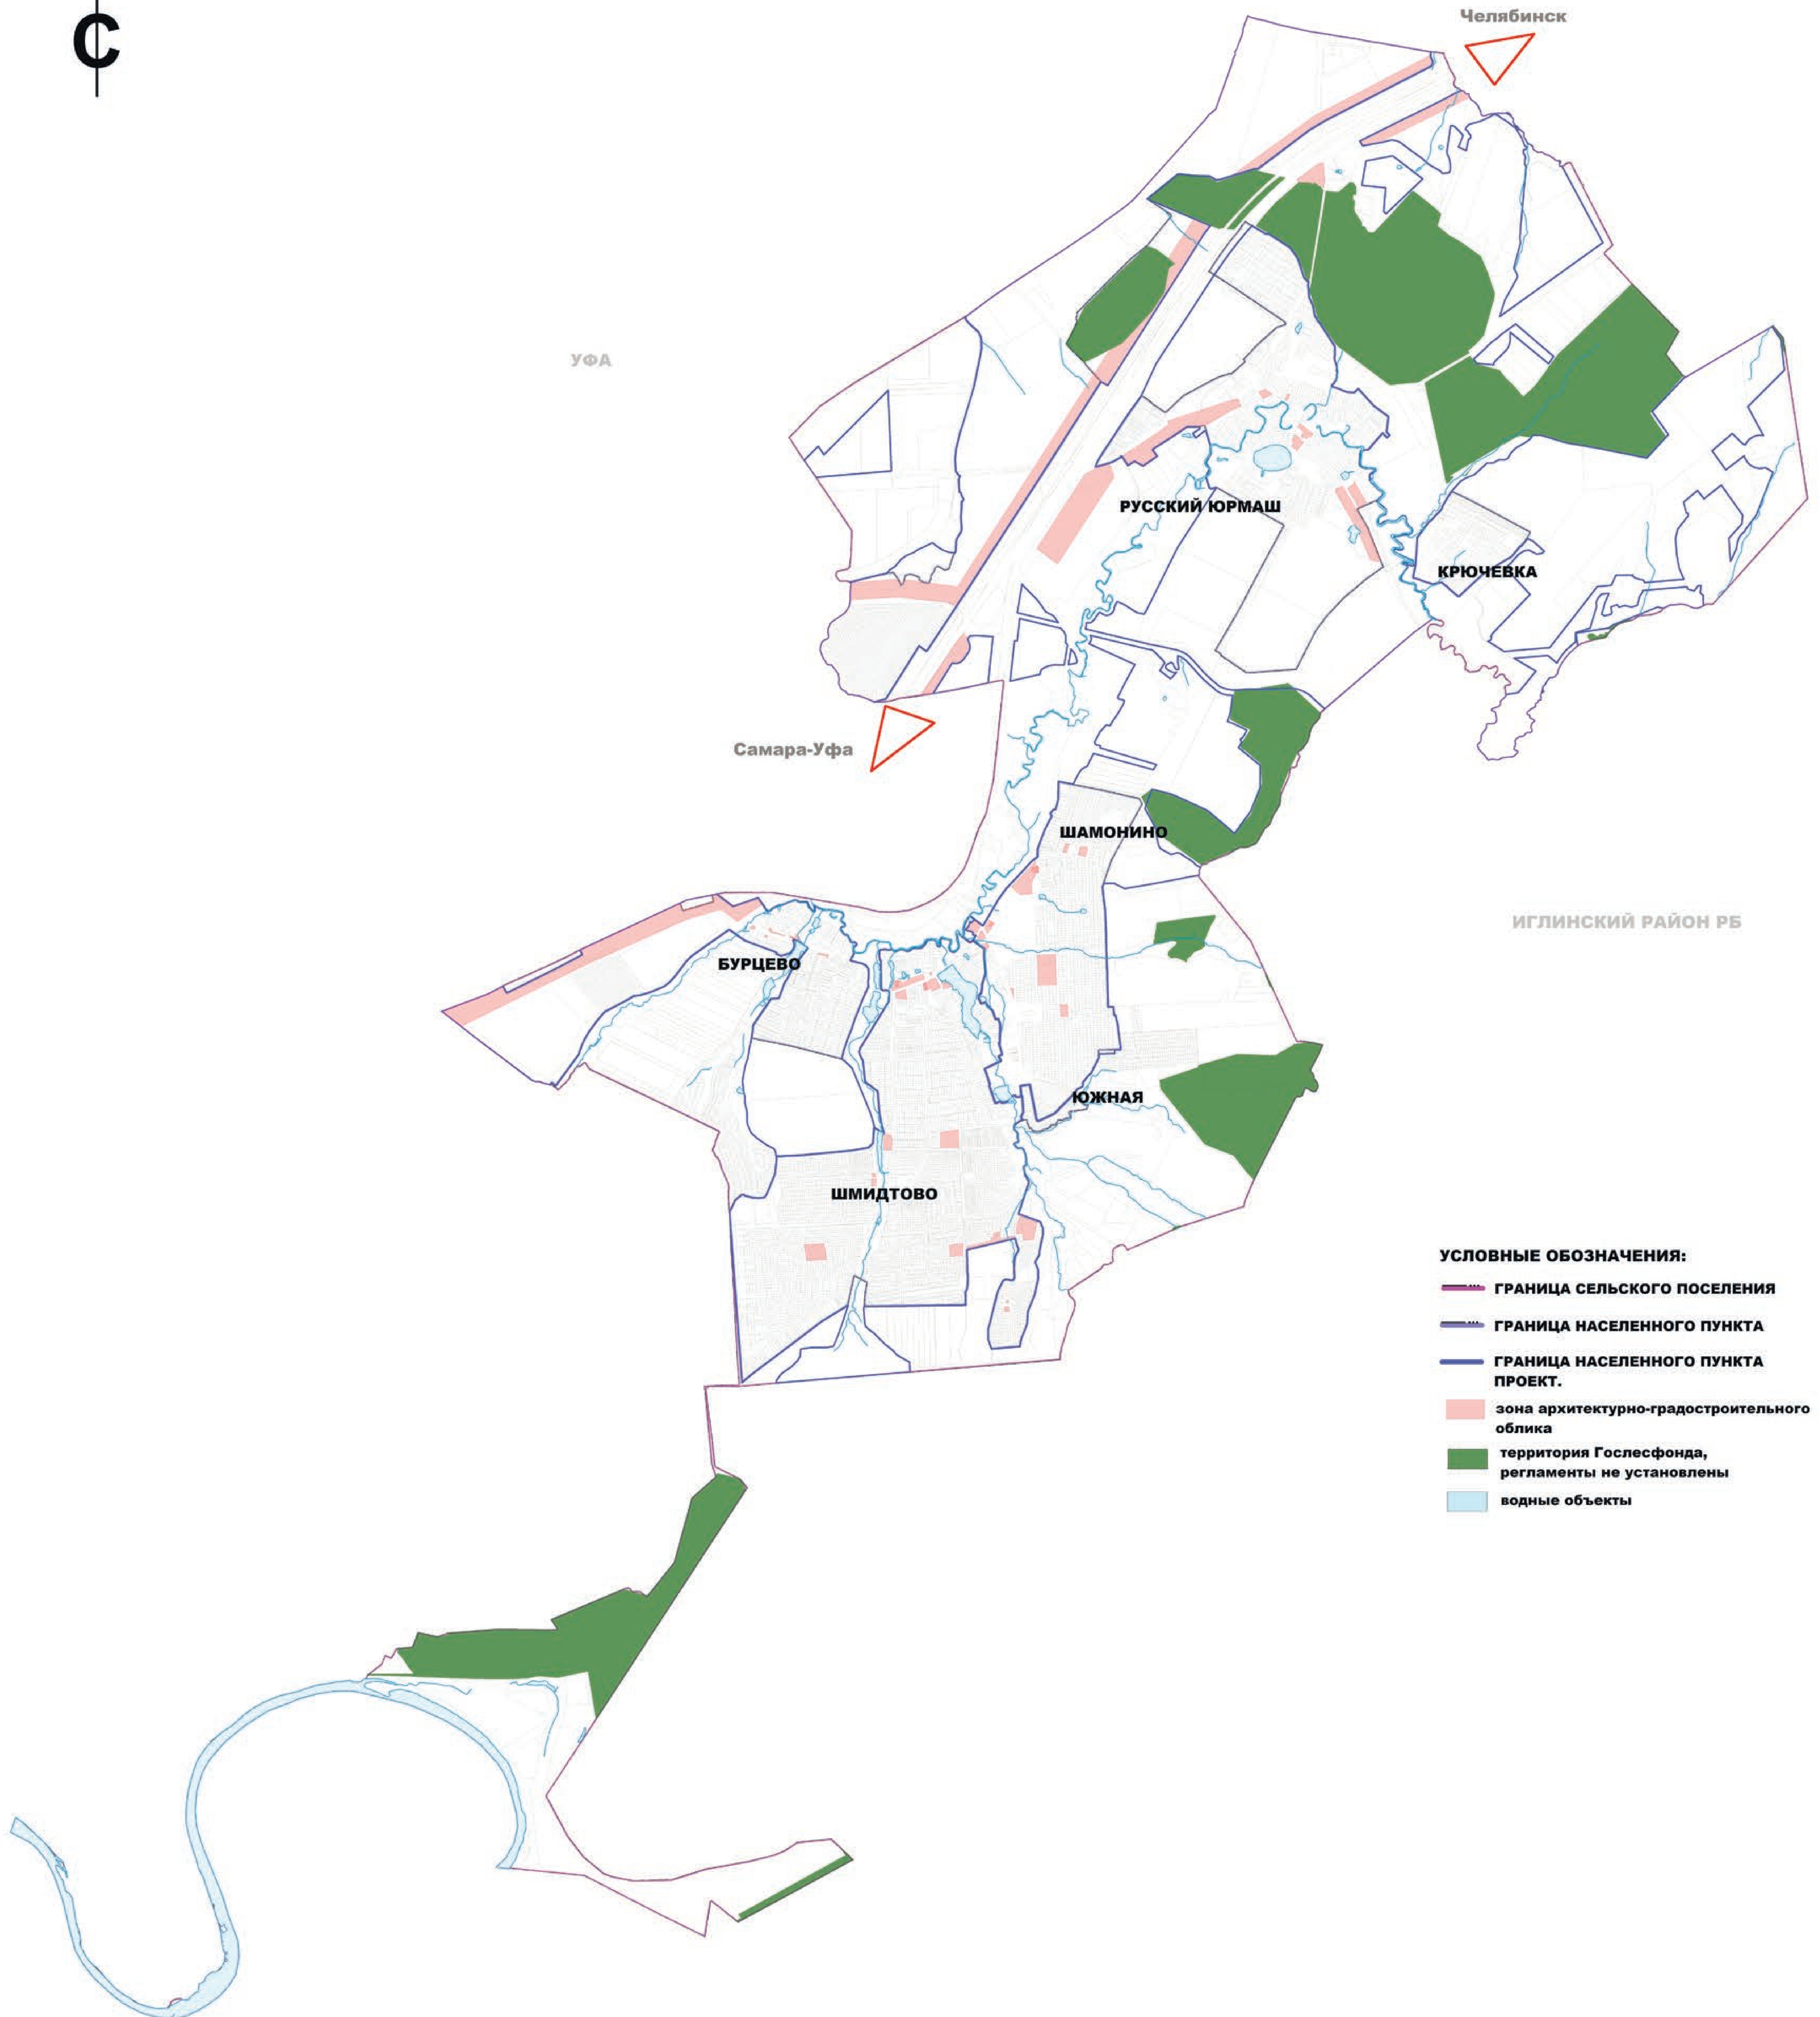 С
Челябинск
УФА
РУССКИЙ ЮРМАШ
КРЮЧЕВКА
Самара-Уфа
ШАМОНИНО
ИГЛИНСКИЙ РАЙОН РБ
БУРЦЕВО
ЮЖНАЯ
ШМИДТОВО
УСЛОВНЫЕ ОБОЗНАЧЕНИЯ:
ГРАНИЦА СЕЛЬСКОГО ПОСЕЛЕНИЯ
ГРАНИЦА НАСЕЛЕННОГО ПУНКТА
ГРАНИЦА НАСЕЛЕННОГО ПУНКТА
ПРОЕКТ.
зона архитектурно-градостроительного
облика
территория Гослесфонда,
регламенты не установлены
водные объекты